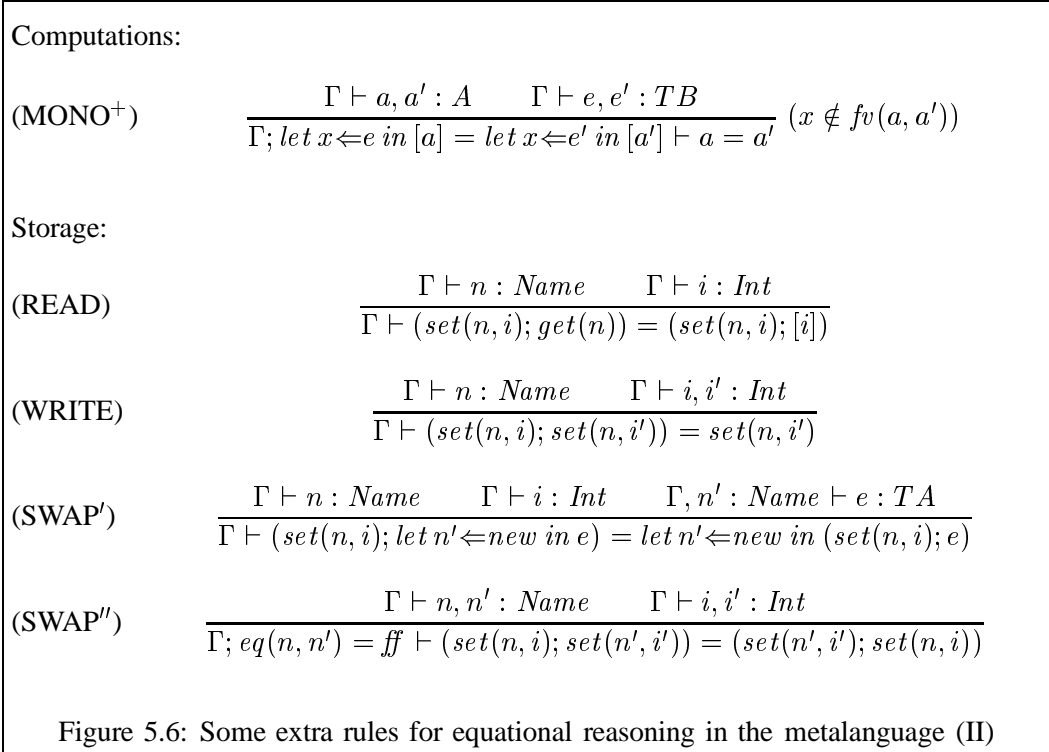 Computations:
Γ ⊢ a, a′ : A    Γ ⊢ e, e′ : TB
(MONO⁺)    Γ; let x⇐e in [a] = let x⇐e′ in [a′] ⊢ a = a′    (x ∉ fv(a, a′))
Storage:
Γ ⊢ n : Name    Γ ⊢ i : Int
(READ)    Γ ⊢ (set(n, i); get(n)) = (set(n, i); [i])
Γ ⊢ n : Name    Γ ⊢ i, i′ : Int
(WRITE)    Γ ⊢ (set(n, i); set(n, i′)) = set(n, i′)
Γ ⊢ n : Name    Γ ⊢ i : Int    Γ, n′ : Name ⊢ e : TA
(SWAP′)    Γ ⊢ (set(n, i); let n′⇐new in e) = let n′⇐new in (set(n, i); e)
Γ ⊢ n, n′ : Name    Γ ⊢ i, i′ : Int
(SWAP″)    Γ; eq(n, n′) = ff ⊢ (set(n, i); set(n′, i′)) = (set(n′, i′); set(n, i))
Figure 5.6: Some extra rules for equational reasoning in the metalanguage (II)